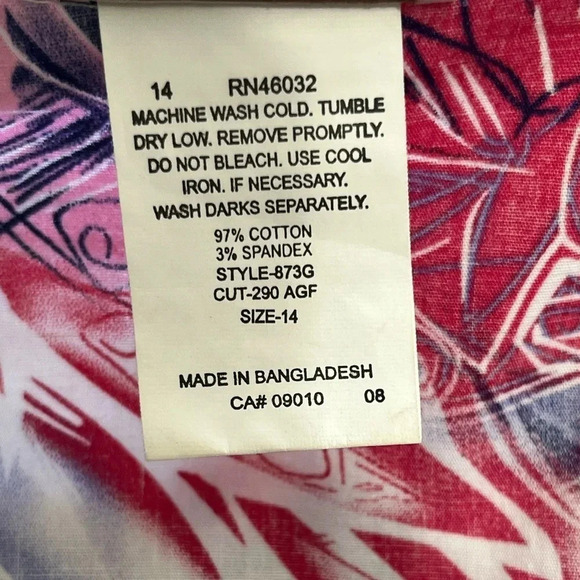 14 RN46032
MACHINE WASH COLD. TUMBLE
DRY LOW. REMOVE PROMPTLY.
DO NOT BLEACH. USE COOL
IRON. IF NECESSARY.
WASH DARKS SEPARATELY.
97% COTTON
3% SPANDEX
STYLE-873G
CUT-290 AGF
SIZE-14
MADE IN BANGLADESH
CA# 09010 08